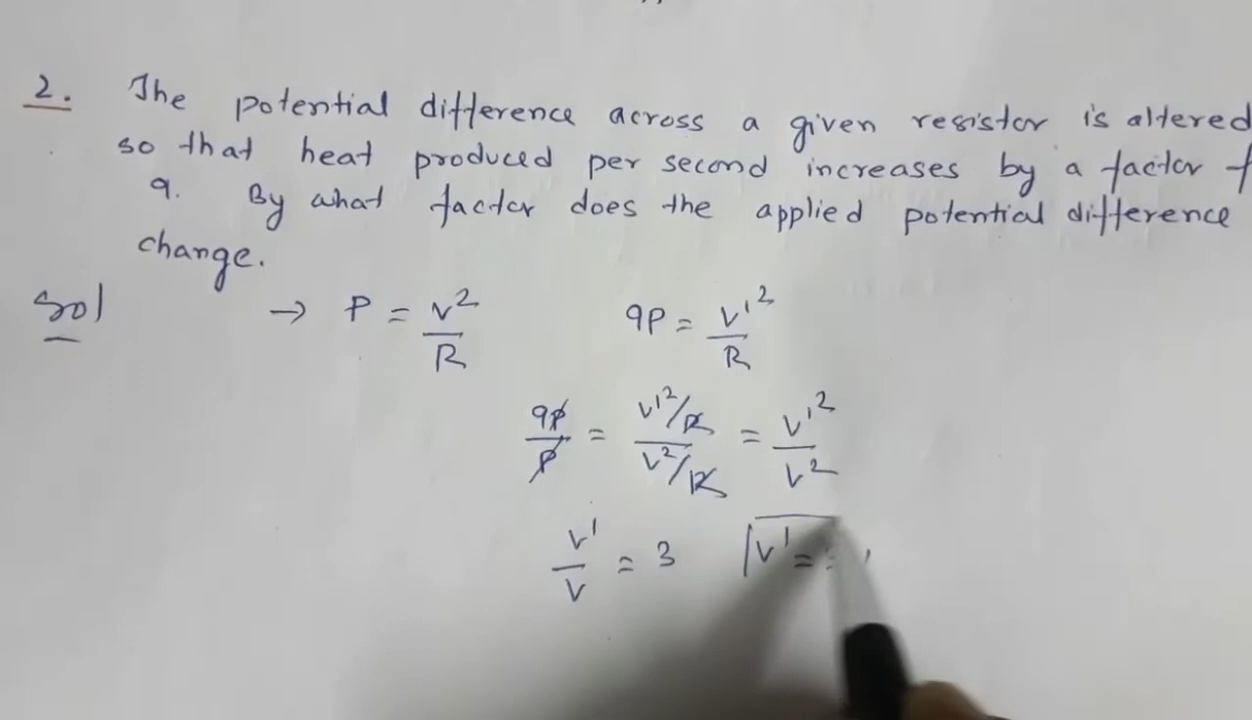 2. The potential difference across a given resistor is altered
so that heat produced per second increases by a factor
9. By what factor does the applied potential difference
change.
Sol → P = V²/R 9P = V'²/R
9P/P = (V'²/R)/(V²/R) = V'²/V²
V'/V = 3 V' =